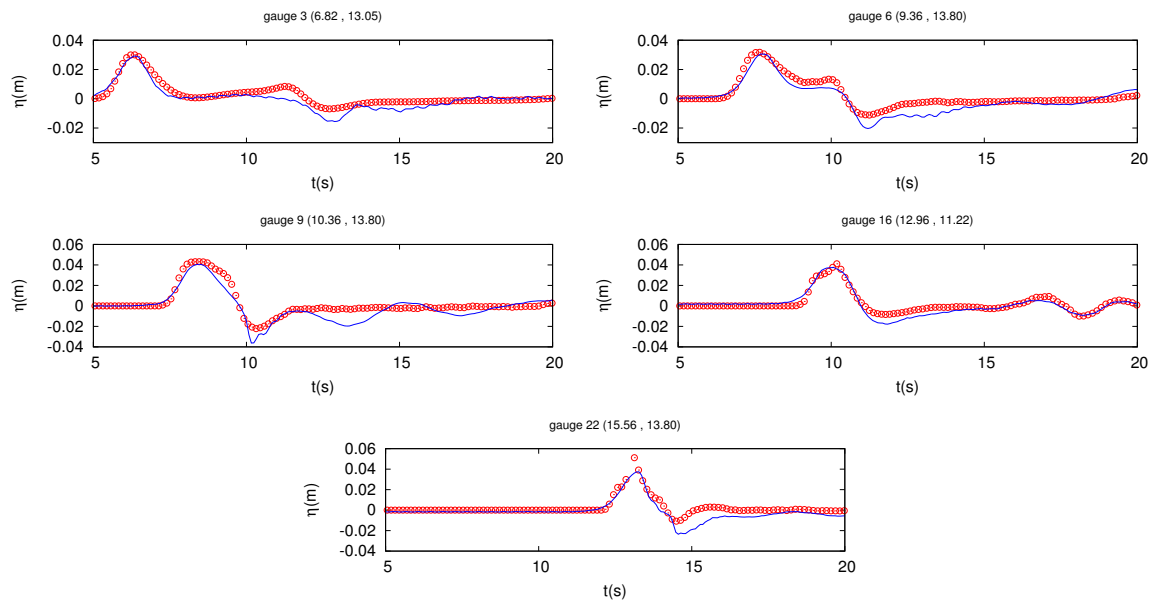 gauge 3 (6.82 , 13.05)
0.04
0.02
0
-0.02
η(m)
5 10 15 20
t(s)
gauge 6 (9.36 , 13.80)
0.04
0.02
0
-0.02
η(m)
5 10 15 20
t(s)
gauge 9 (10.36 , 13.80)
0.06
0.04
0.02
0
-0.02
-0.04
η(m)
5 10 15 20
t(s)
gauge 16 (12.96 , 11.22)
0.06
0.04
0.02
0
-0.02
-0.04
η(m)
5 10 15 20
t(s)
gauge 22 (15.56 , 13.80)
0.06
0.04
0.02
0
-0.02
-0.04
η(m)
5 10 15 20
t(s)